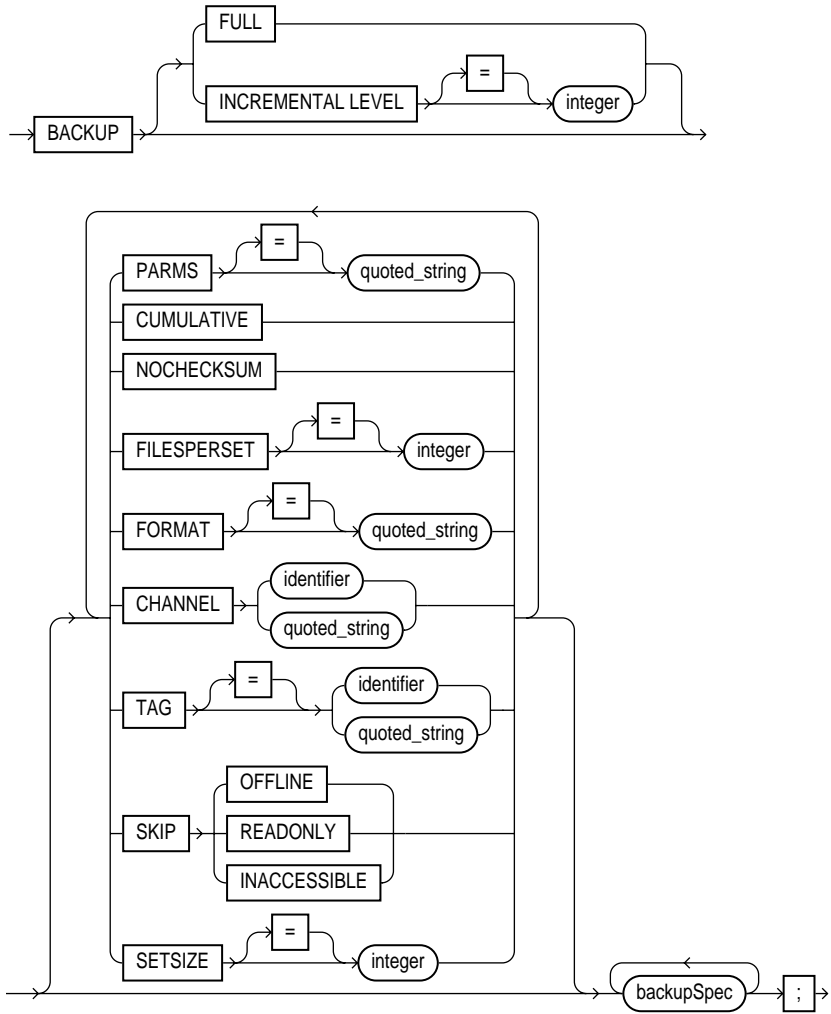 FULL
INCREMENTAL LEVEL = integer
BACKUP
PARMS = quoted_string
CUMULATIVE
NOCHECKSUM
FILESPERSET = integer
FORMAT = quoted_string
CHANNEL identifier
quoted_string
TAG = identifier
quoted_string
OFFLINE
SKIP READONLY
INACCESSIBLE
SETSIZE = integer
backupSpec ;